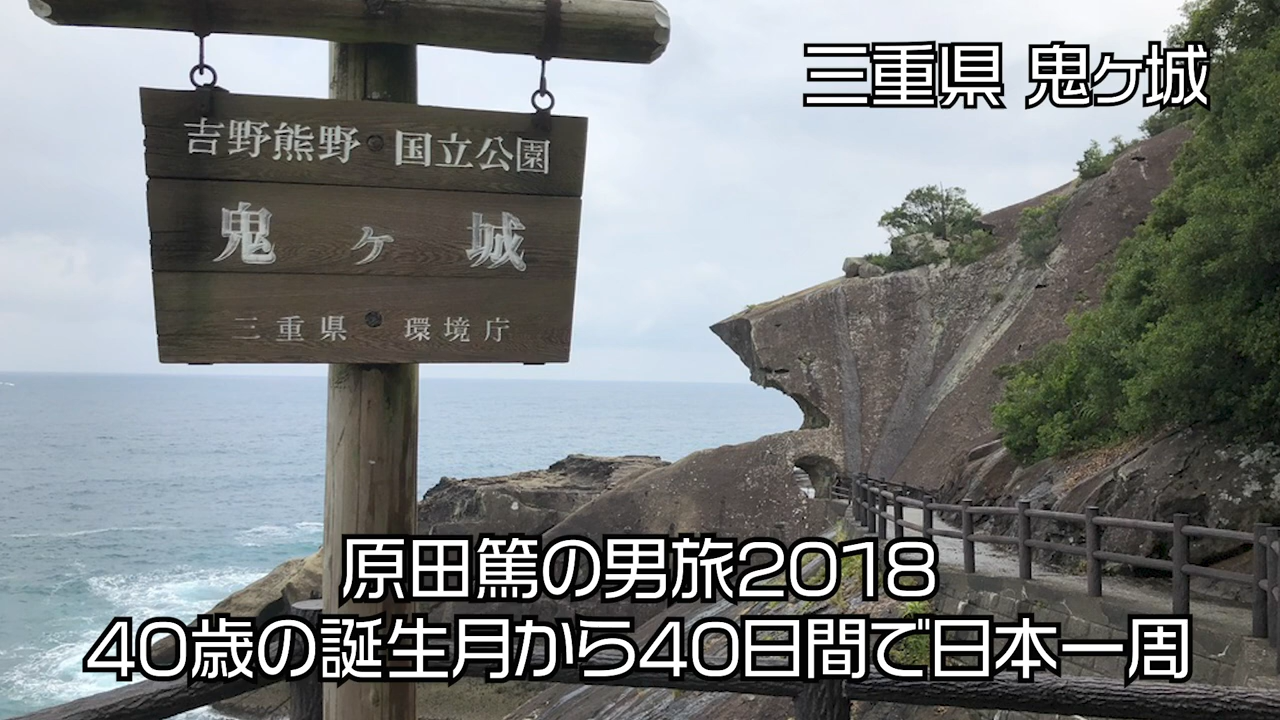 三重県 鬼ヶ城
吉野熊野・国立公園
鬼ヶ城
三重県・環境庁
原田篤の男旅2018
40歳の誕生月から40日間で日本一周